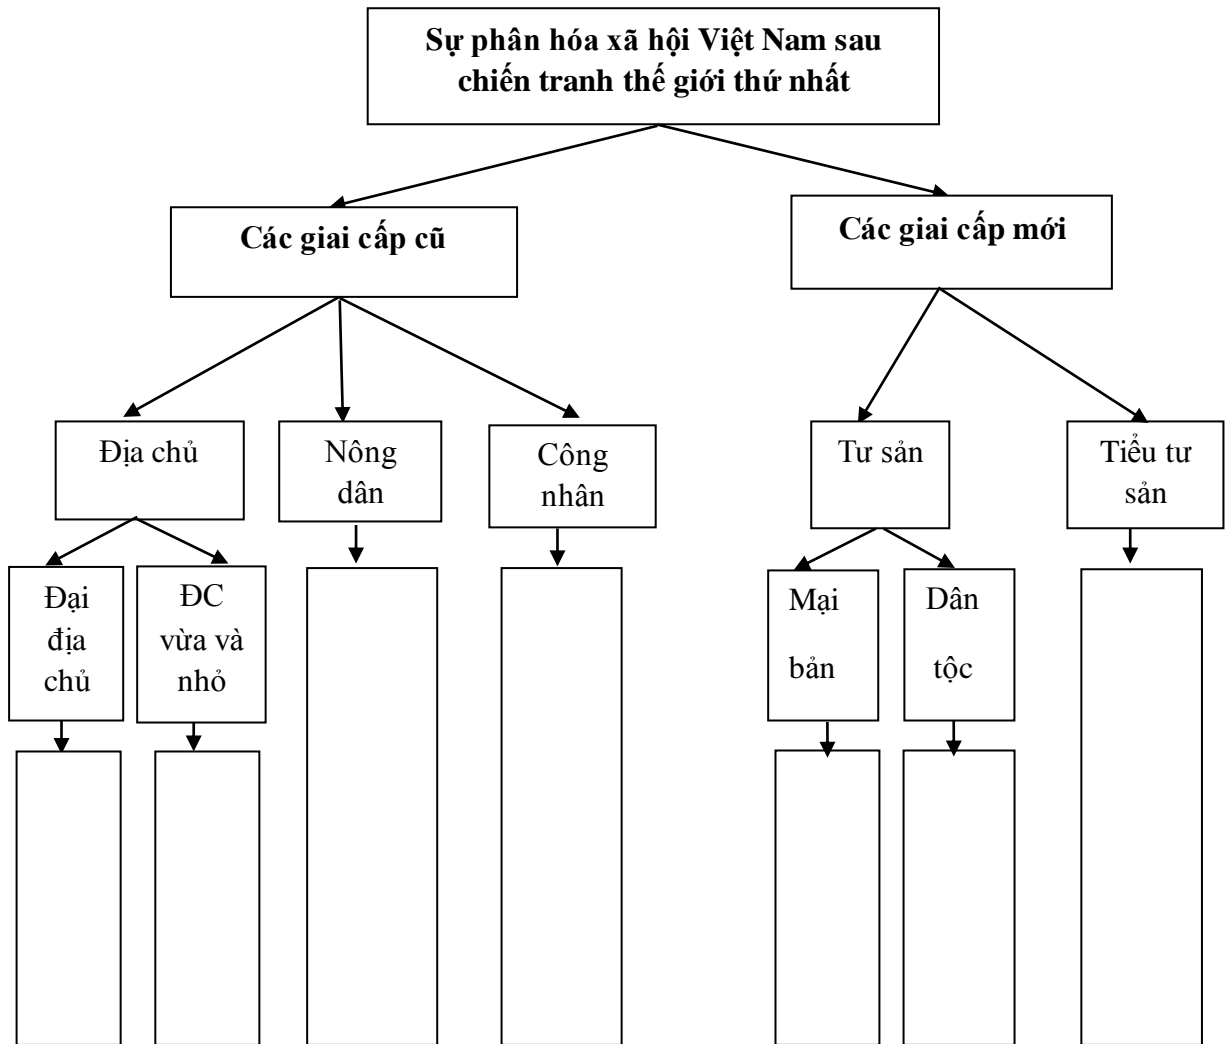 Sự phân hóa xã hội Việt Nam sau
chiến tranh thế giới thứ nhất
Các giai cấp cũ
Các giai cấp mới
Địa chủ
Nông
dân
Công
nhân
Tư sản
Tiểu tư
sản
Đại
địa
chủ
ĐC
vừa và
nhỏ
Mại
bản
Dân
tộc